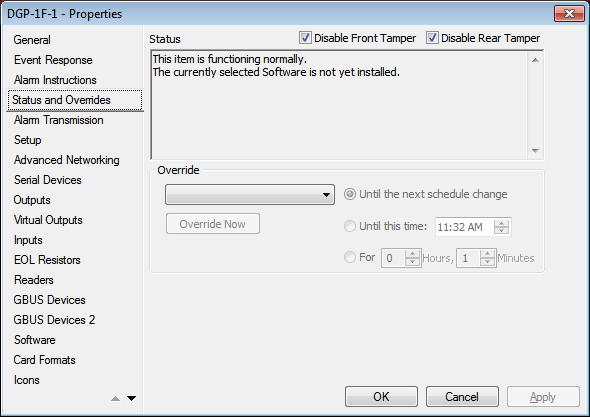 DGP-1F-1 - Properties
General
Event Response
Alarm Instructions
Status and Overrides
Alarm Transmission
Setup
Advanced Networking
Serial Devices
Outputs
Virtual Outputs
Inputs
EOL Resistors
Readers
GBUS Devices
GBUS Devices 2
Software
Card Formats
Icons
Status Disable Front Tamper Disable Rear Tamper
This item is functioning normally.
The currently selected Software is not yet installed.
Override
Until the next schedule change
Override Now Until this time: 11:32 AM
For 0 Hours, 1 Minutes
OK Cancel Apply